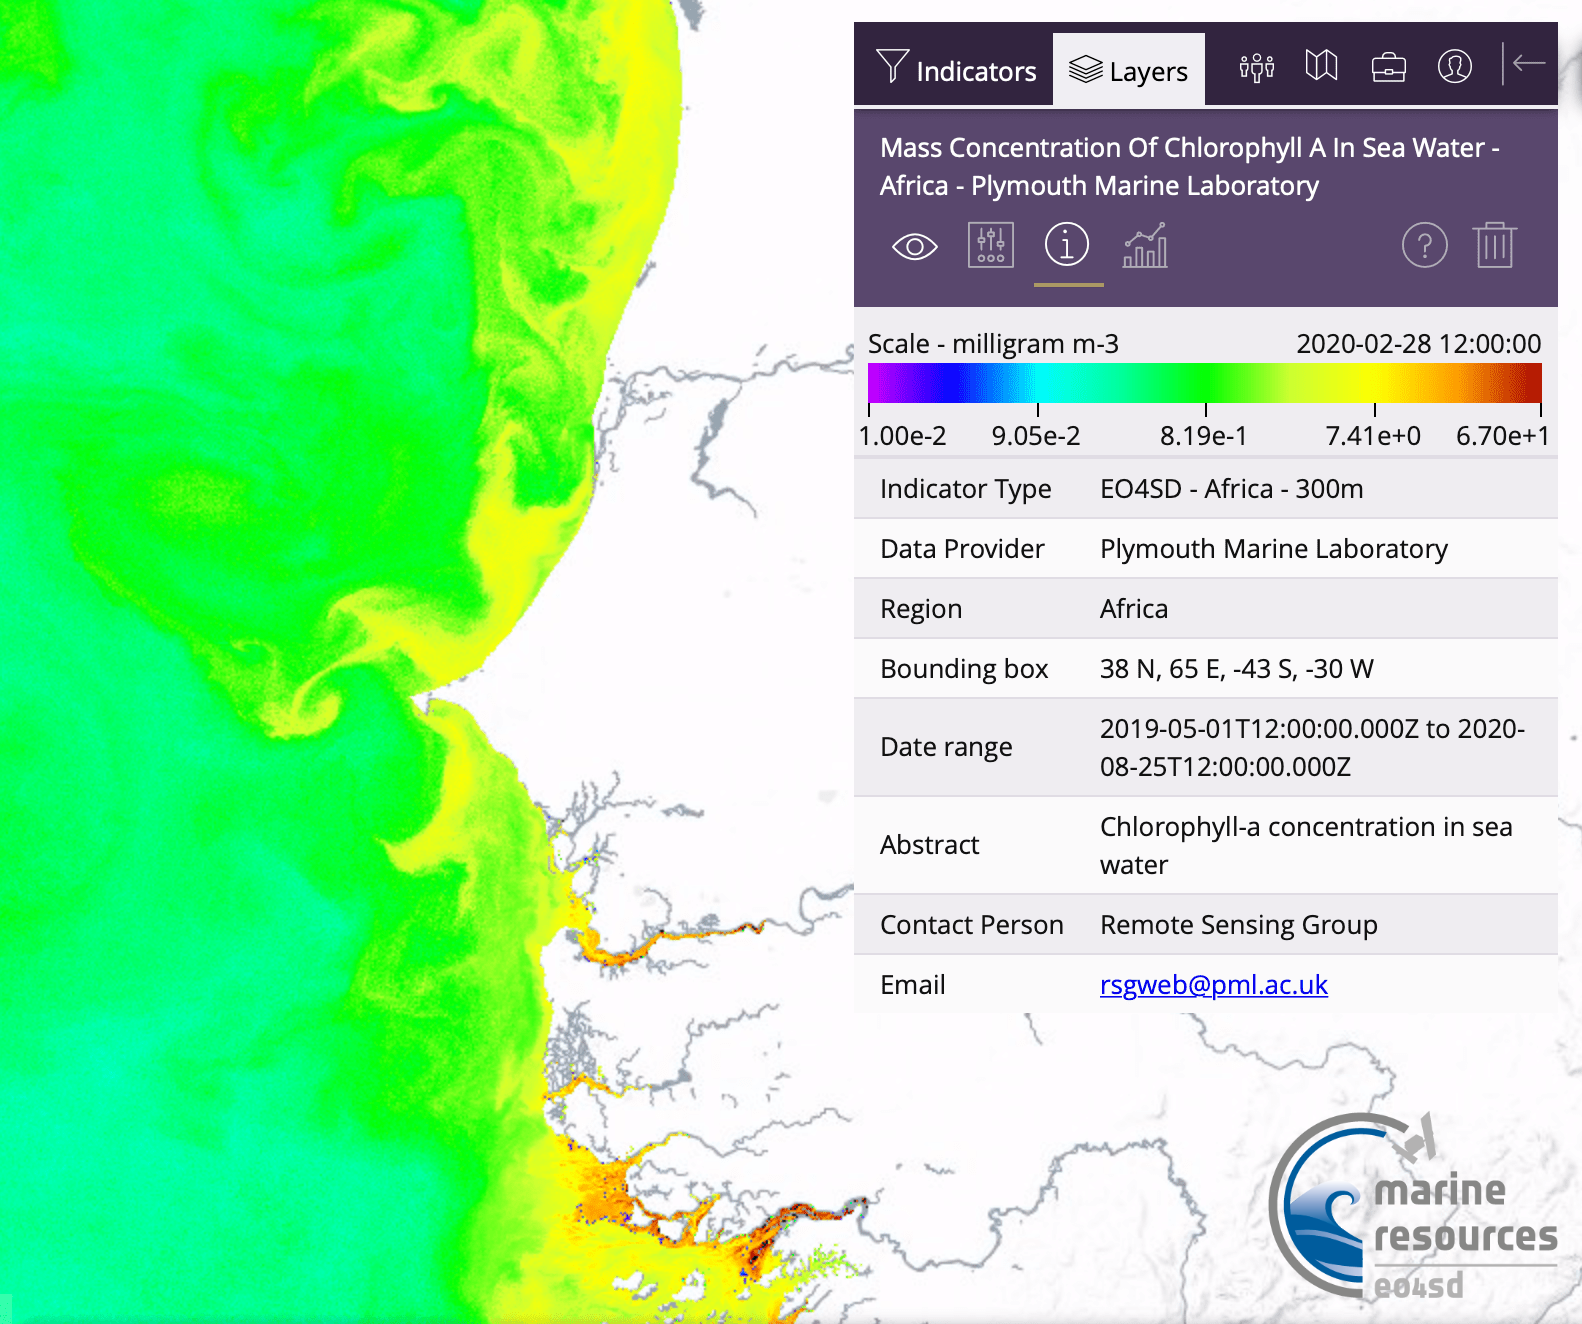 Indicators
Layers
Mass Concentration Of Chlorophyll A In Sea Water -
Africa - Plymouth Marine Laboratory
Scale - milligram m-3 2020-02-28 12:00:00
1.00e-2 9.05e-2 8.19e-1 7.41e+0 6.70e+1
Indicator Type EO4SD - Africa - 300m
Data Provider Plymouth Marine Laboratory
Region Africa
Bounding box 38 N, 65 E, -43 S, -30 W
Date range 2019-05-01T12:00:00.000Z to 2020-
08-25T12:00:00.000Z
Abstract Chlorophyll-a concentration in sea
water
Contact Person Remote Sensing Group
Email rsgweb@pml.ac.uk
marine
resources
eo4sd